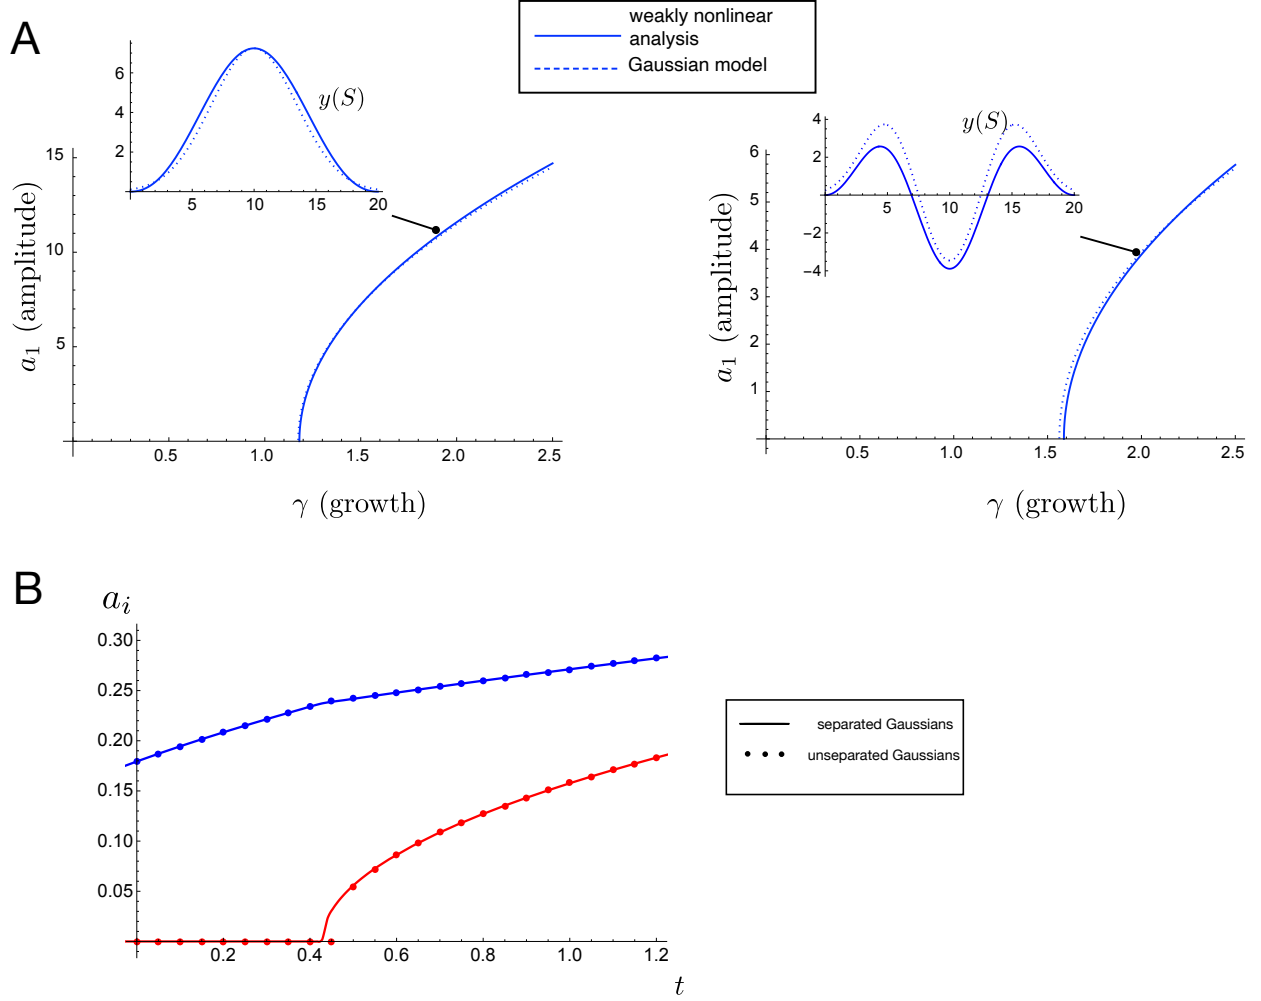 A
weakly nonlinear
analysis
Gaussian model
y(S)
6
4
2
5 10 15 20
15
10
5
a₁ (amplitude)
0.5 1.0 1.5 2.0 2.5
γ (growth)
y(S)
4
2
-2
-4
5 10 15 20
6
5
4
3
2
1
a₁ (amplitude)
0.5 1.0 1.5 2.0 2.5
γ (growth)
B
aᵢ
0.30
0.25
0.20
0.15
0.10
0.05
0.2 0.4 0.6 0.8 1.0 1.2
t
separated Gaussians
unseparated Gaussians